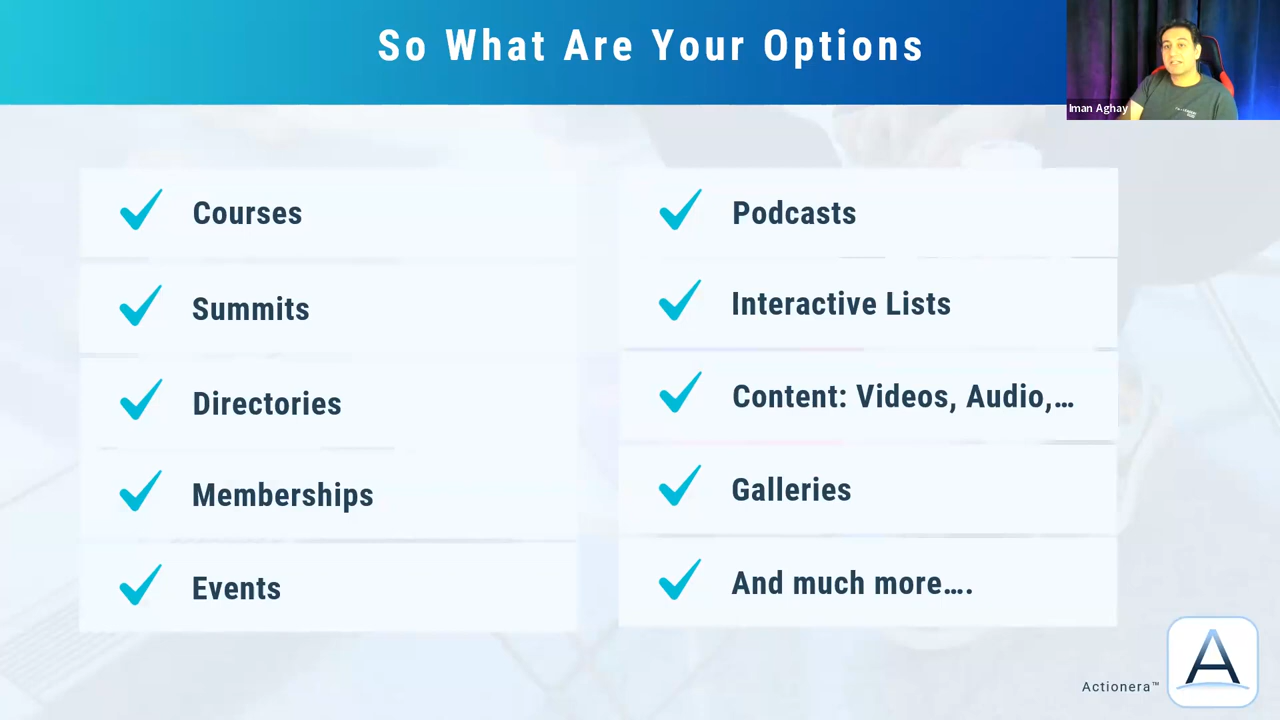 So What Are Your Options
Iman Aghay
Courses
Summits
Directories
Memberships
Events
Podcasts
Interactive Lists
Content: Videos, Audio,...
Galleries
And much more....
Actionera™
A